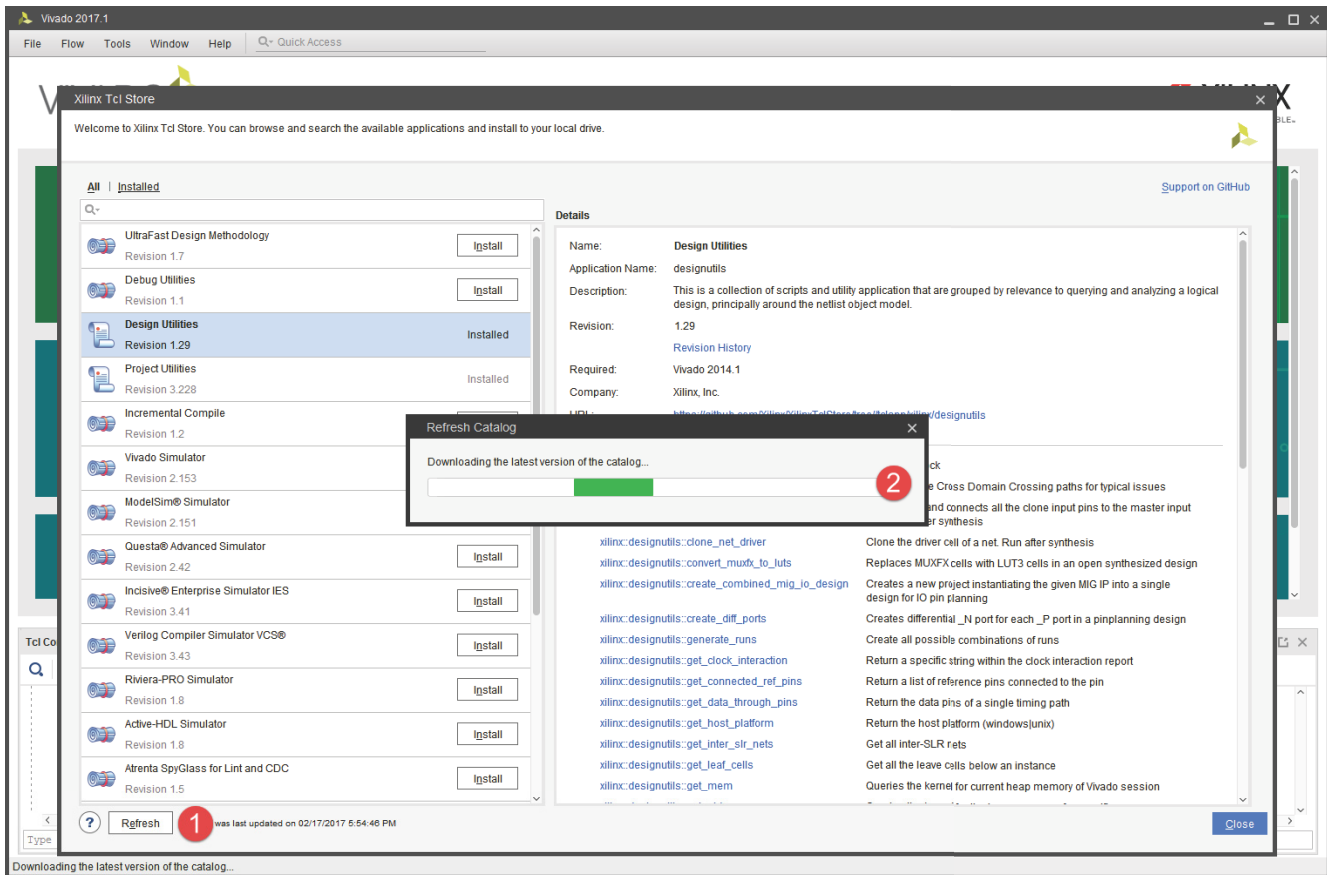 Vivado 2017.1
File Flow Tools Window Help Quick Access
Xilinx Tcl Store
Welcome to Xilinx Tcl Store. You can browse and search the available applications and install to your local drive.
All | Installed
Support on GitHub
UltraFast Design Methodology
Revision 1.7
Install
Debug Utilities
Revision 1.1
Install
Design Utilities
Revision 1.29
Installed
Project Utilities
Revision 3.228
Installed
Incremental Compile
Revision 1.2
Vivado Simulator
Revision 2.153
ModelSim® Simulator
Revision 2.151
Questa® Advanced Simulator
Revision 2.42
Install
Incisive® Enterprise Simulator IES
Revision 3.41
Install
Verilog Compiler Simulator VCS®
Revision 3.43
Install
Riviera-PRO Simulator
Revision 1.8
Install
Active-HDL Simulator
Revision 1.8
Install
Atrenta SpyGlass for Lint and CDC
Revision 1.5
Install
Details
Name: Design Utilities
Application Name: designutils
Description: This is a collection of scripts and utility application that are grouped by relevance to querying and analyzing a logical
design, principally around the netlist object model.
Revision: 1.29
Revision History
Required: Vivado 2014.1
Company: Xilinx, Inc.
URL: https://github.com/Xilinx/XilinxTclStore/tree/tclapp/xilinx/designutils
Refresh Catalog
Downloading the latest version of the catalog...
2
ck
e Cross Domain Crossing paths for typical issues
and connects all the clone input pins to the master input
er synthesis
xilinx::designutils::clone_net_driver Clone the driver cell of a net. Run after synthesis
xilinx::designutils::convert_muxfx_to_luts Replaces MUXFX cells with LUT3 cells in an open synthesized design
xilinx::designutils::create_combined_mig_io_design Creates a new project instantiating the given MIG IP into a single
design for IO pin planning
xilinx::designutils::create_diff_ports Creates differential _N port for each _P port in a pinplanning design
xilinx::designutils::generate_runs Create all possible combinations of runs
xilinx::designutils::get_clock_interaction Return a specific string within the clock interaction report
xilinx::designutils::get_connected_ref_pins Return a list of reference pins connected to the pin
xilinx::designutils::get_data_through_pins Return the data pins of a single timing path
xilinx::designutils::get_host_platform Return the host platform (windows|unix)
xilinx::designutils::get_inter_slr_nets Get all inter-SLR nets
xilinx::designutils::get_leaf_cells Get all the leave cells below an instance
xilinx::designutils::get_mem Queries the kernel for current heap memory of Vivado session
Tcl Co
Type
? Refresh 1 was last updated on 02/17/2017 5:54:46 PM
Close
Downloading the latest version of the catalog...